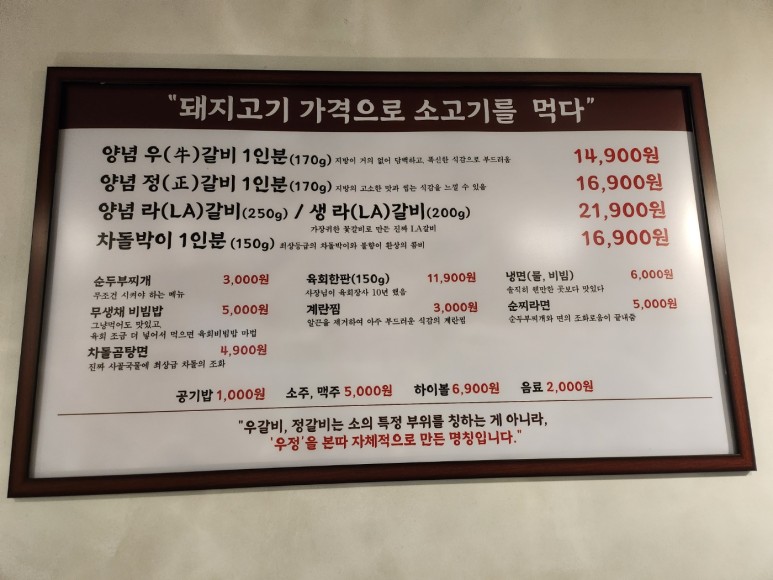 "돼지고기 가격으로 소고기를 먹다"
양념 우(牛)갈비 1인분(170g) 지방이 거의 없어 담백하고, 폭신한 식감으로 부드러움 14,900원
양념 정(正)갈비 1인분(170g) 지방의 고소한 맛과 씹는 식감을 느낄 수 있음 16,900원
양념 라(LA)갈비(250g) / 생 라(LA)갈비(200g) 21,900원
가장귀한 꽃갈비로 만든 진짜 LA갈비
차돌박이 1인분 (150g) 최상등급의 차돌박이와 불향이 환상의 콤비 16,900원
순두부찌개 3,000원
무조건 시켜야 하는 메뉴
무생채 비빔밥 5,000원
그냥먹어도 맛있고,
육회 조금 더 넣어서 먹으면 육회비빔밥 마법
차돌곰탕면 4,900원
진짜 사골국물에 최상급 차돌의 조화
육회한판(150g) 11,900원
사장님이 육회장사 10년 했음
계란찜 3,000원
알끈을 제거하여 아주 부드러운 식감의 계란찜
냉면(물, 비빔) 6,000원
솔직히 웬만한 곳보다 맛있다
순찌라면 5,000원
순두부찌개와 면의 조화로움이 끝내줌
공기밥 1,000원 소주, 맥주 5,000원 하이볼 6,900원 음료 2,000원
"우갈비, 정갈비는 소의 특정 부위를 칭하는 게 아니라,
'우정'을 본따 자체적으로 만든 명칭입니다."